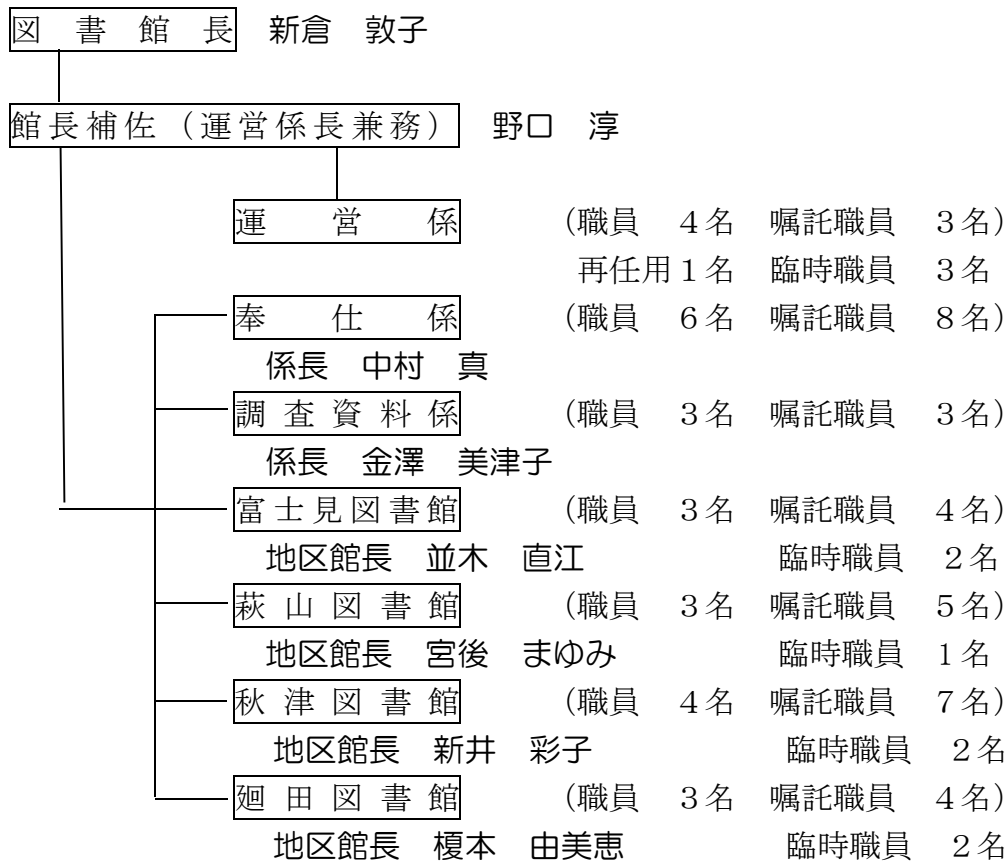 図書館長 新倉 敦子
館長補佐(運営係長兼務) 野口 淳
運営係 (職員 4名 嘱託職員 3名)
再任用1名 臨時職員 3名
奉仕係 (職員 6名 嘱託職員 8名)
係長 中村 真
調査資料係 (職員 3名 嘱託職員 3名)
係長 金澤 美津子
富士見図書館 (職員 3名 嘱託職員 4名)
地区館長 並木 直江 臨時職員 2名
萩山図書館 (職員 3名 嘱託職員 5名)
地区館長 宮後 まゆみ 臨時職員 1名
秋津図書館 (職員 4名 嘱託職員 7名)
地区館長 新井 彩子 臨時職員 2名
廻田図書館 (職員 3名 嘱託職員 4名)
地区館長 榎本 由美恵 臨時職員 2名